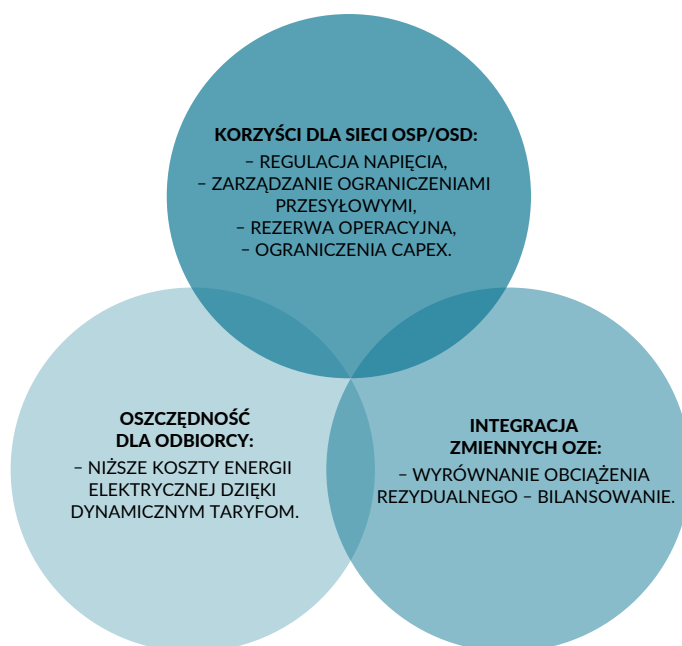 KORZYŚCI DLA SIECI OSP/OSD:
– REGULACJA NAPIĘCIA,
– ZARZĄDZANIE OGRANICZENIAMI
PRZESYŁOWYMI,
– REZERWA OPERACYJNA,
– OGRANICZENIA CAPEX.
OSZCZĘDNOŚĆ
DLA ODBIORCY:
– NIŻSZE KOSZTY ENERGII
ELEKTRYCZNEJ DZIĘKI
DYNAMICZNYM TARYFOM.
INTEGRACJA
ZMIENNYCH OZE:
– WYRÓWNANIE OBCIĄŻENIA
REZYDUALNEGO – BILANSOWANIE.